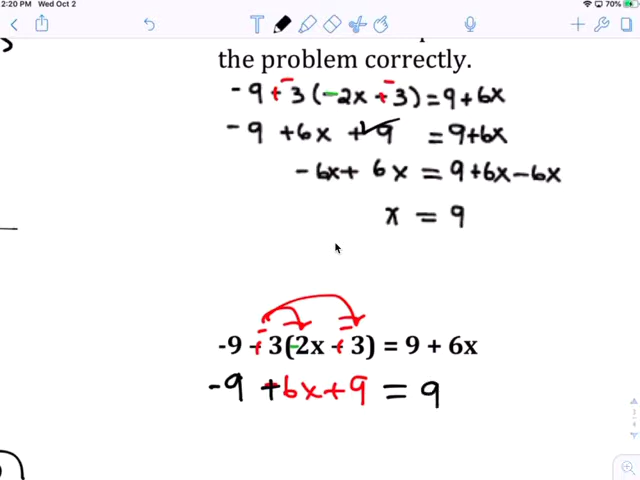 2:20 PM Wed Oct 2 70%
the problem correctly.
-9 + - 3 (-2x + - 3) = 9 + 6x
-9 + 6x + 9 = 9 + 6x
-6x + 6x = 9 + 6x - 6x
x = 9
-9 - 3(-2x - 3) = 9 + 6x
-9 + 6x + 9 = 9